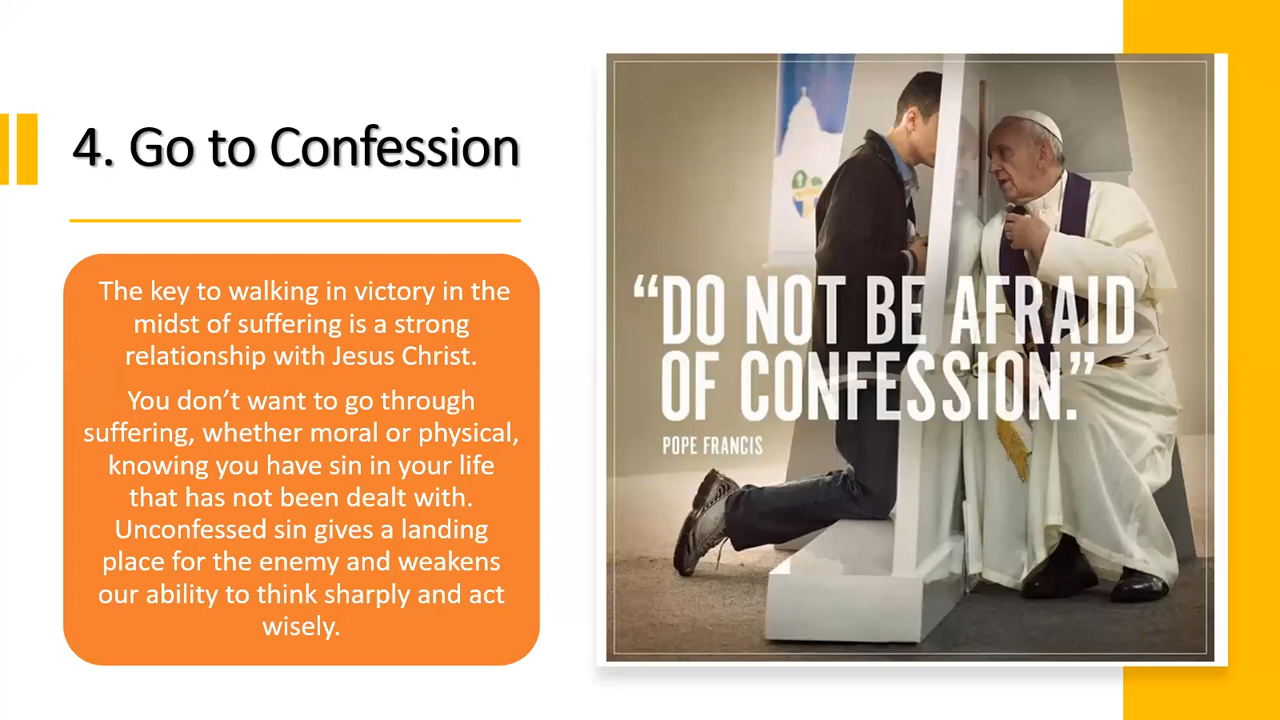 4. Go to Confession
The key to walking in victory in the
midst of suffering is a strong
relationship with Jesus Christ.
You don’t want to go through
suffering, whether moral or physical,
knowing you have sin in your life
that has not been dealt with.
Unconfessed sin gives a landing
place for the enemy and weakens
our ability to think sharply and act
wisely.
“DO NOT BE AFRAID
OF CONFESSION.”
POPE FRANCIS